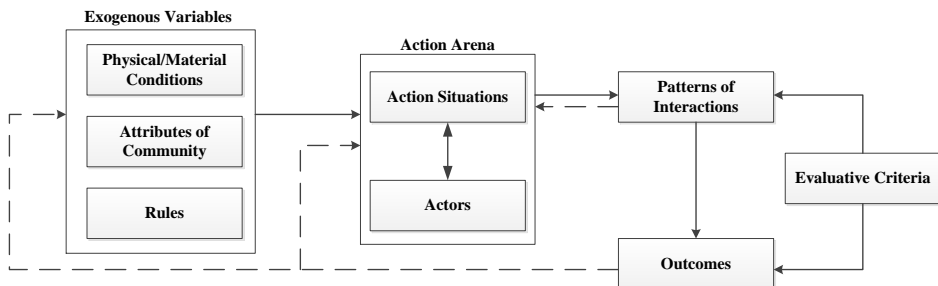 Exogenous Variables
Physical/Material
Conditions
Attributes of
Community
Rules
Action Arena
Action Situations
Actors
Patterns of
Interactions
Outcomes
Evaluative Criteria